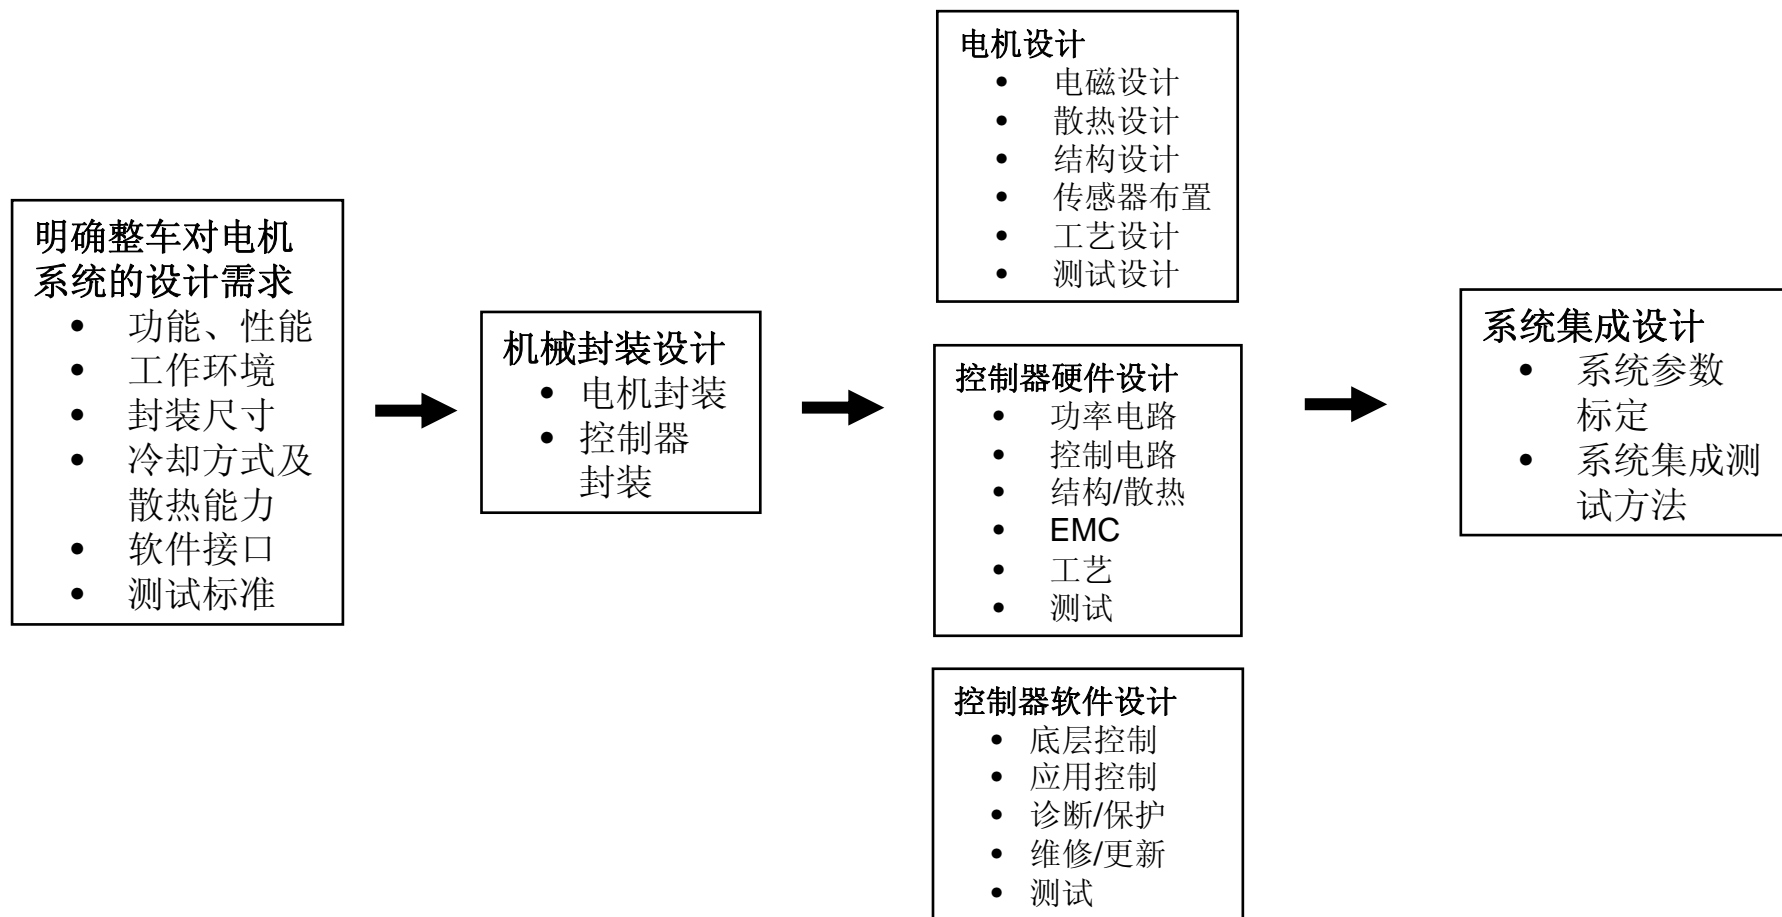 明确整车对电机
系统的设计需求
• 功能、性能
• 工作环境
• 封装尺寸
• 冷却方式及
散热能力
• 软件接口
• 测试标准
机械封装设计
• 电机封装
• 控制器
封装
电机设计
• 电磁设计
• 散热设计
• 结构设计
• 传感器布置
• 工艺设计
• 测试设计
控制器硬件设计
• 功率电路
• 控制电路
• 结构/散热
• EMC
• 工艺
• 测试
控制器软件设计
• 底层控制
• 应用控制
• 诊断/保护
• 维修/更新
• 测试
系统集成设计
• 系统参数
标定
• 系统集成测
试方法